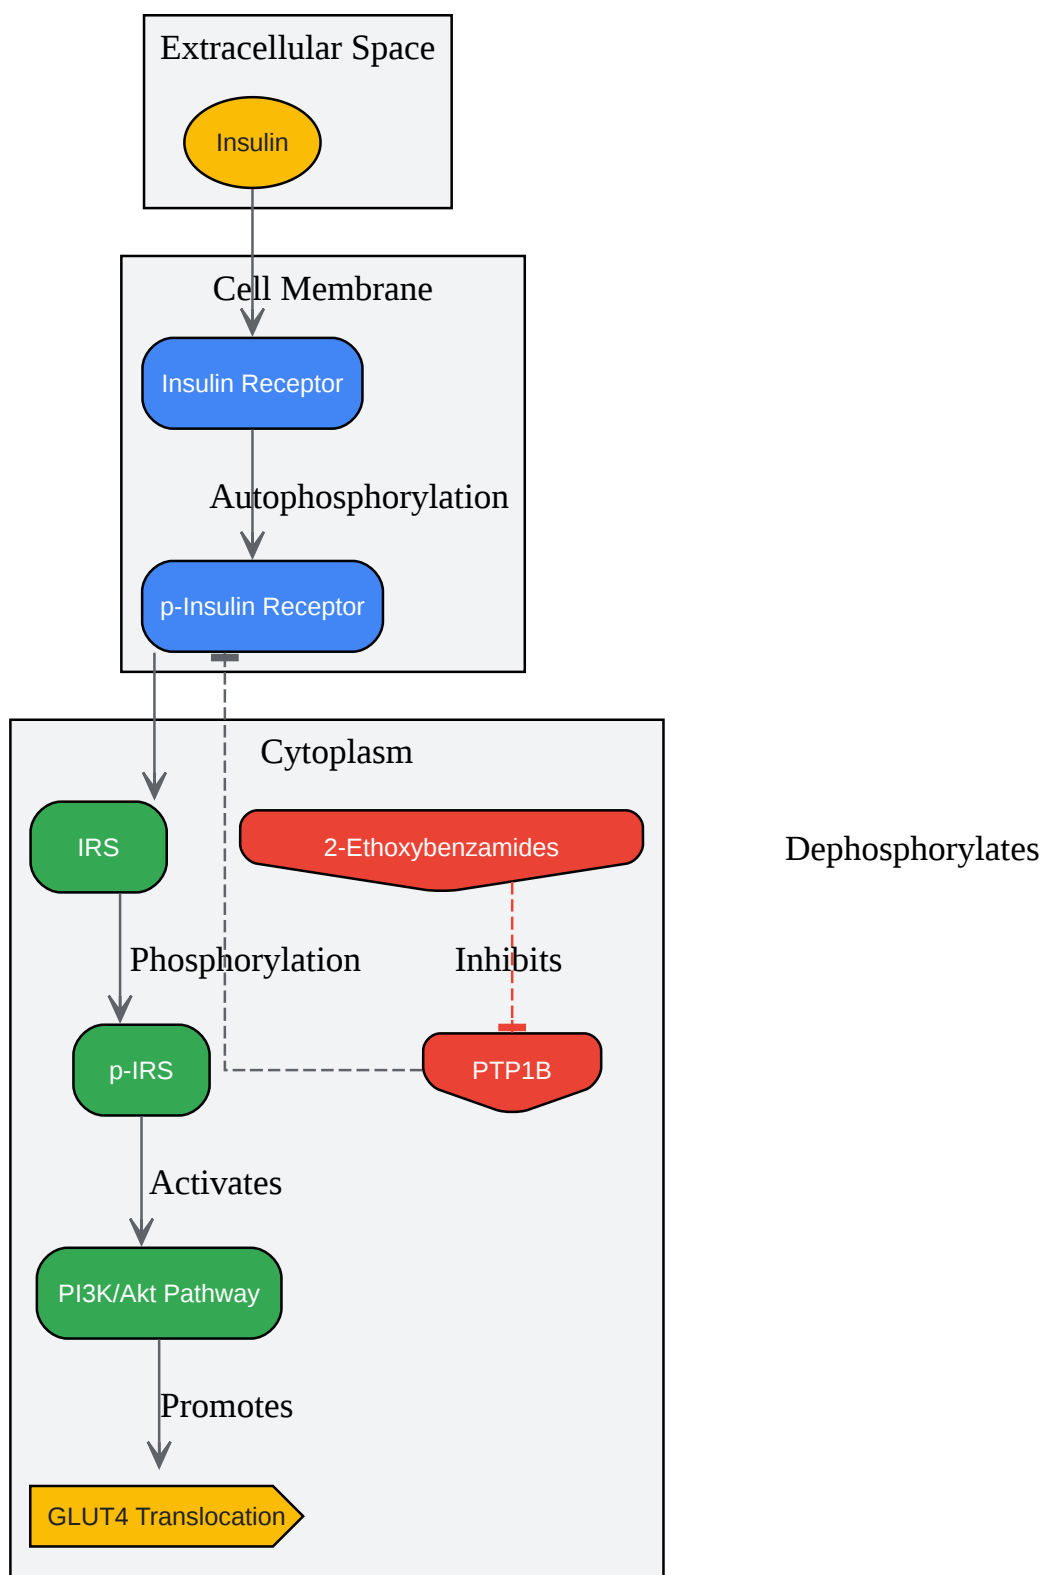 Extracellular Space
Insulin
Cell Membrane
Insulin Receptor
Autophosphorylation
p-Insulin Receptor
Cytoplasm
IRS
2-Ethoxybenzamides
Dephosphorylates
Phosphorylation
Inhibits
p-IRS
PTP1B
Activates
PI3K/Akt Pathway
Promotes
GLUT4 Translocation